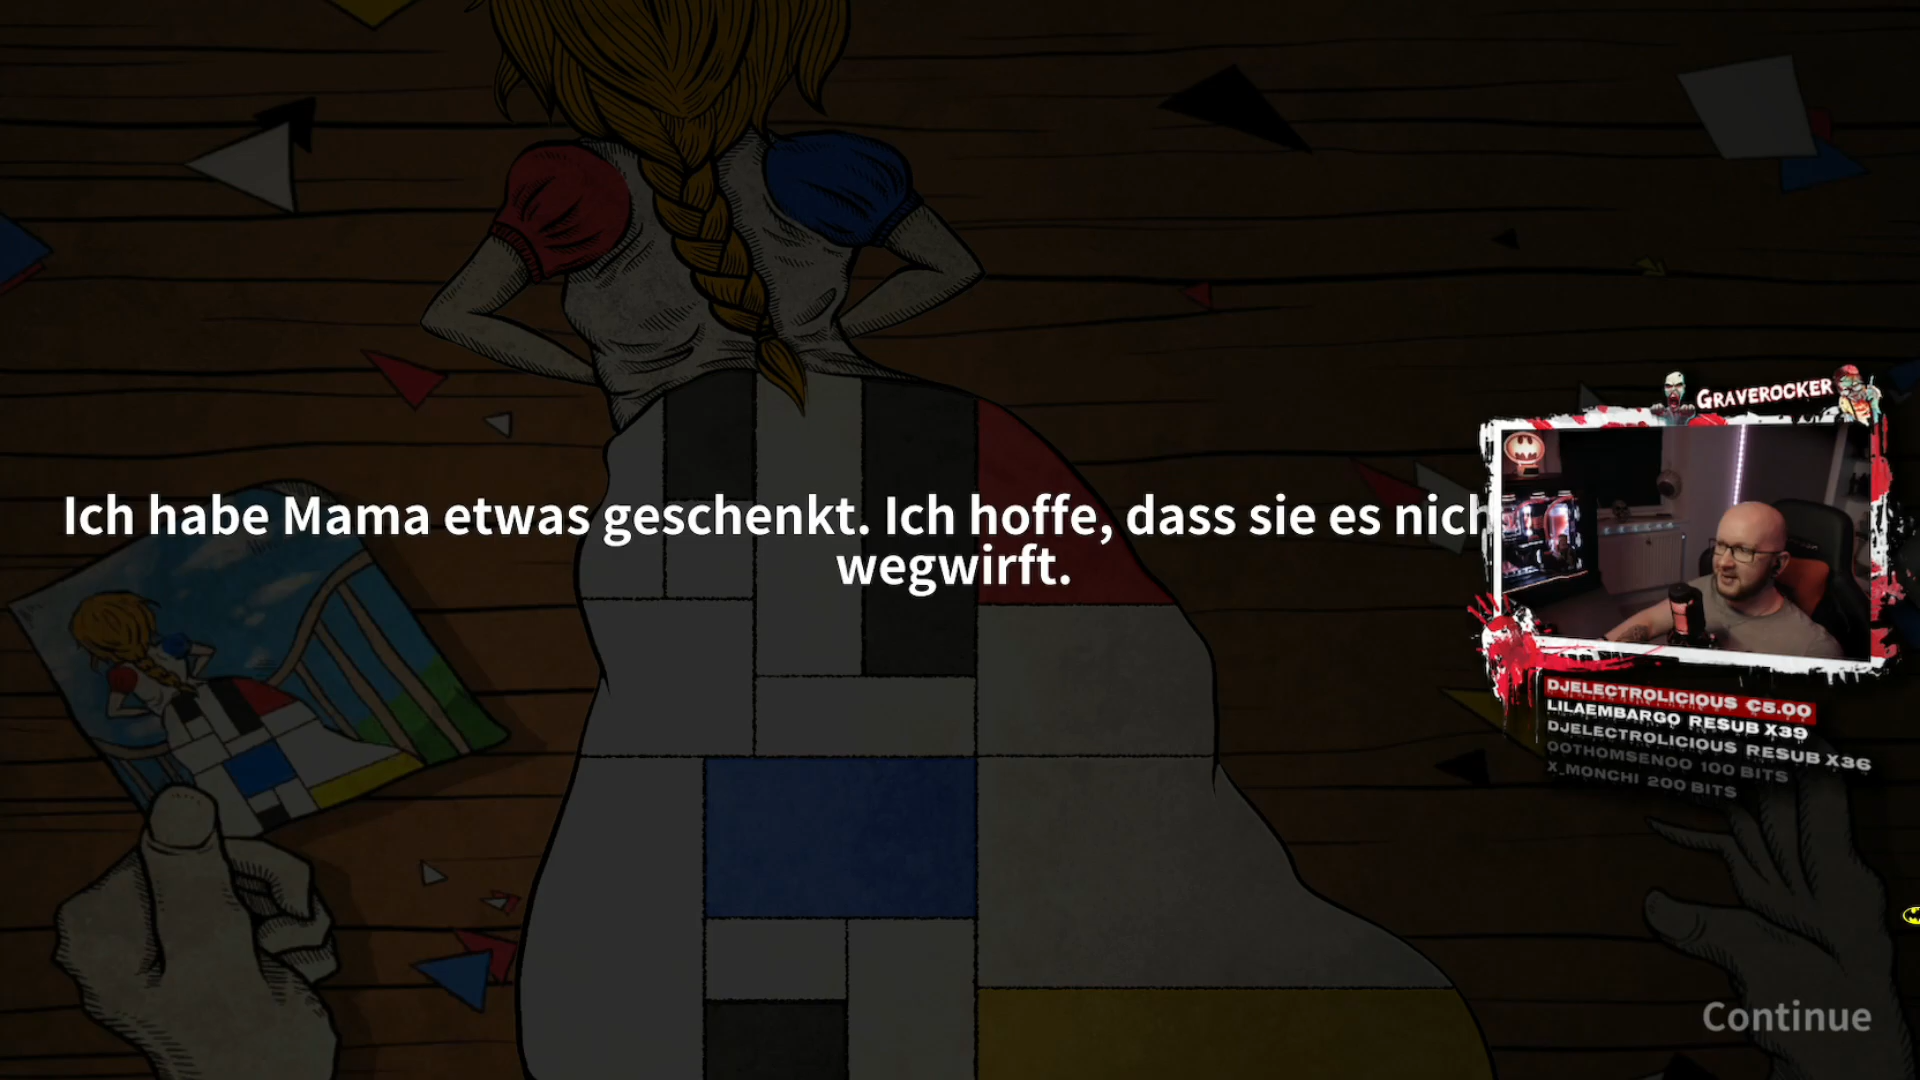 GRAVEROCKER
Ich habe Mama etwas geschenkt. Ich hoffe, dass sie es nich
wegwirft.
DJELECTROLICIOUS €5.00
LILAEMBARGO RESUB X39
DJELECTROLICIOUS RESUB X36
OOTHOMSENOO 100 BITS
X_MONCHI 200 BITS
Continue